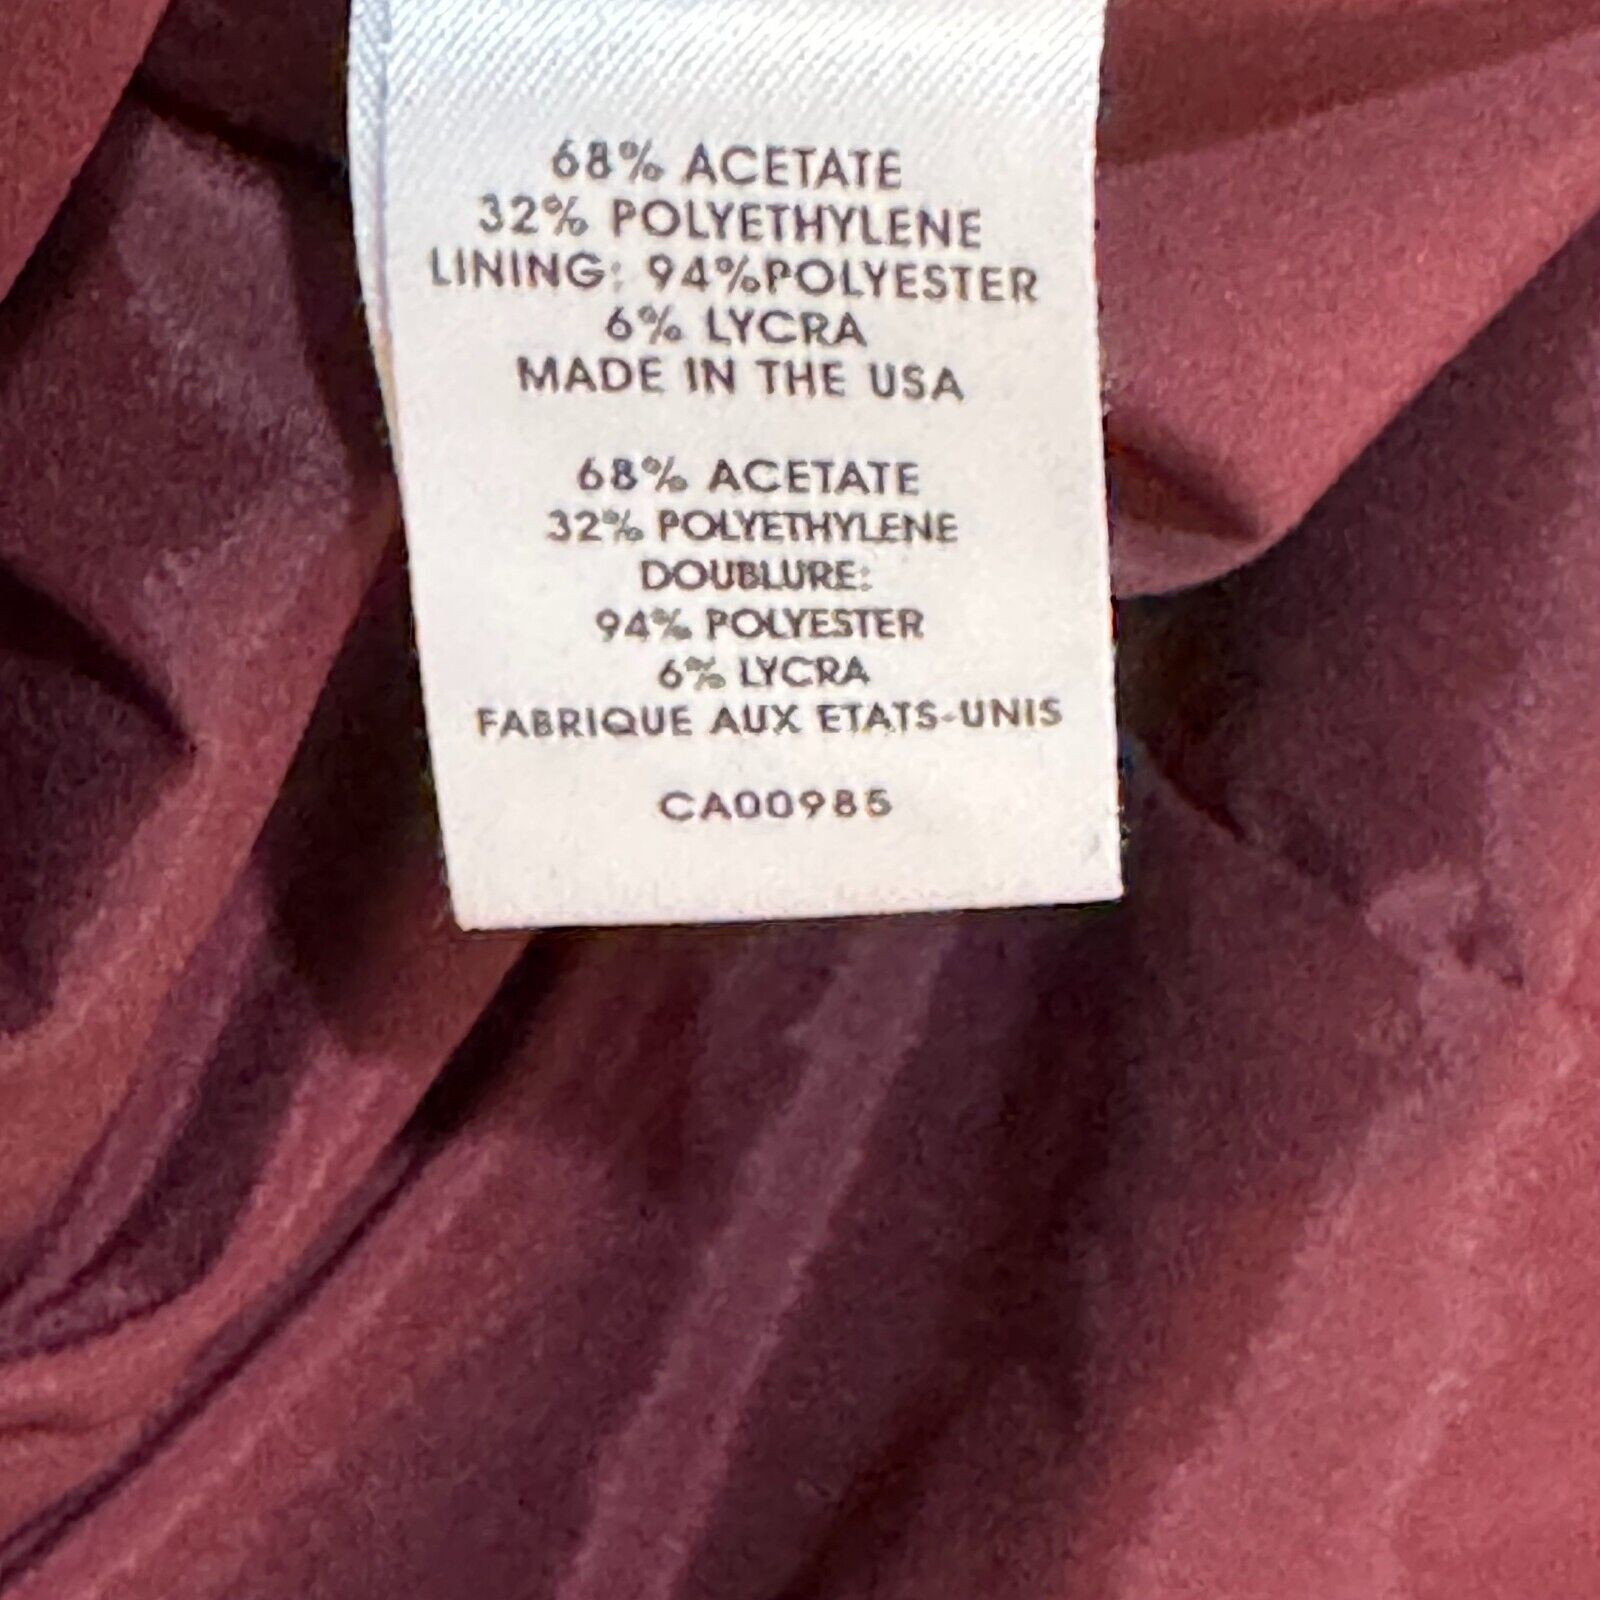 68% ACETATE
32% POLYETHYLENE
LINING: 94%POLYESTER
6% LYCRA
MADE IN THE USA
68% ACETATE
32% POLYETHYLENE
DOUBLURE:
94% POLYESTER
6% LYCRA
FABRIQUE AUX ETATS-UNIS
CA00985